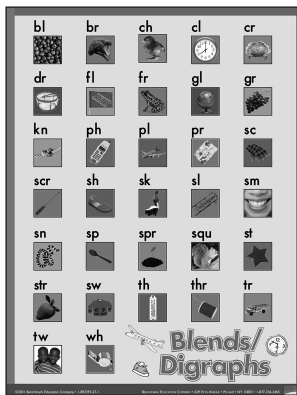 bl br ch cl cr
dr fl fr gl gr
kn ph pl pr sc
scr sh sk sl sm
sn sp spr squ st
str sw th thr tr
tw wh
Blends/
Digraphs